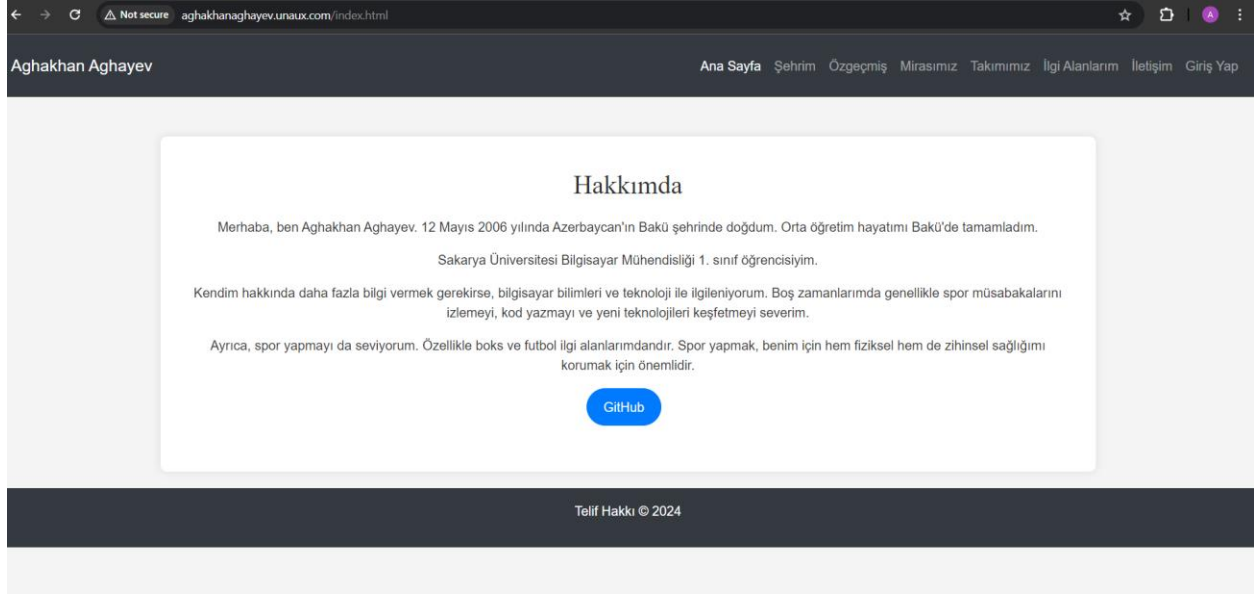 Not secure aghakhanaghayev.unaux.com/index.html A
Aghakhan Aghayev Ana Sayfa Şehrim Özgeçmiş Mirasımız Takımımız İlgi Alanlarım İletişim Giriş Yap
Hakkımda
Merhaba, ben Aghakhan Aghayev. 12 Mayıs 2006 yılında Azerbaycan'ın Bakü şehrinde doğdum. Orta öğretim hayatımı Bakü'de tamamladım.
Sakarya Üniversitesi Bilgisayar Mühendisliği 1. sınıf öğrencisiyim.
Kendim hakkında daha fazla bilgi vermek gerekirse, bilgisayar bilimleri ve teknoloji ile ilgileniyorum. Boş zamanlarımda genellikle spor müsabakalarını
izlemeyi, kod yazmayı ve yeni teknolojileri keşfetmeyi severim.
Ayrıca, spor yapmayı da seviyorum. Özellikle boks ve futbol ilgi alanlarımdandır. Spor yapmak, benim için hem fiziksel hem de zihinsel sağlığımı
korumak için önemlidir.
GitHub
Telif Hakkı © 2024